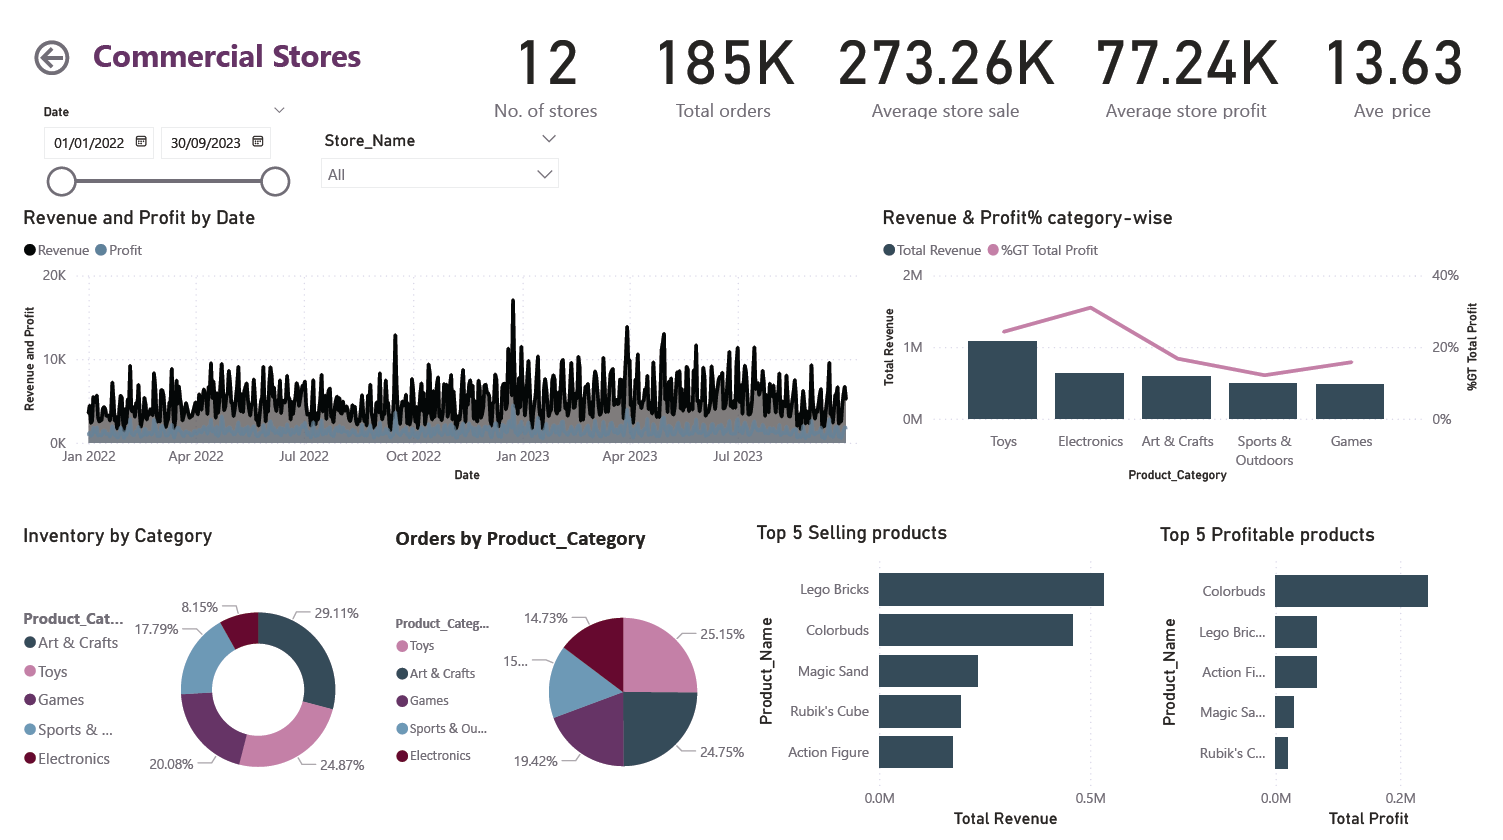 Commercial Stores
12
No. of stores
185K
Total orders
273.26K
Average store sale
77.24K
Average store profit
13.63
Ave price
Date
01/01/2022
30/09/2023
Store_Name
All
Revenue and Profit by Date
Revenue
Profit
Revenue and Profit
20K
10K
0K
Jan 2022
Apr 2022
Jul 2022
Oct 2022
Jan 2023
Apr 2023
Jul 2023
Date
Revenue & Profit% category-wise
Total Revenue
%GT Total Profit
Total Revenue
2M
1M
0M
40%
20%
0%
%GT Total Profit
Toys
Electronics
Art & Crafts
Sports &
Outdoors
Games
Product_Category
Inventory by Category
Product_Cat...
Art & Crafts
Toys
Games
Sports & ...
Electronics
8.15%
29.11%
17.79%
20.08%
24.87%
Orders by Product_Category
Product_Categ...
Toys
Art & Crafts
Games
Sports & Ou...
Electronics
14.73%
25.15%
15...
19.42%
24.75%
Top 5 Selling products
Product_Name
Lego Bricks
Colorbuds
Magic Sand
Rubik's Cube
Action Figure
0.0M
0.5M
Total Revenue
Top 5 Profitable products
Product_Name
Colorbuds
Lego Bric...
Action Fi...
Magic Sa...
Rubik's C...
0.0M
0.2M
Total Profit